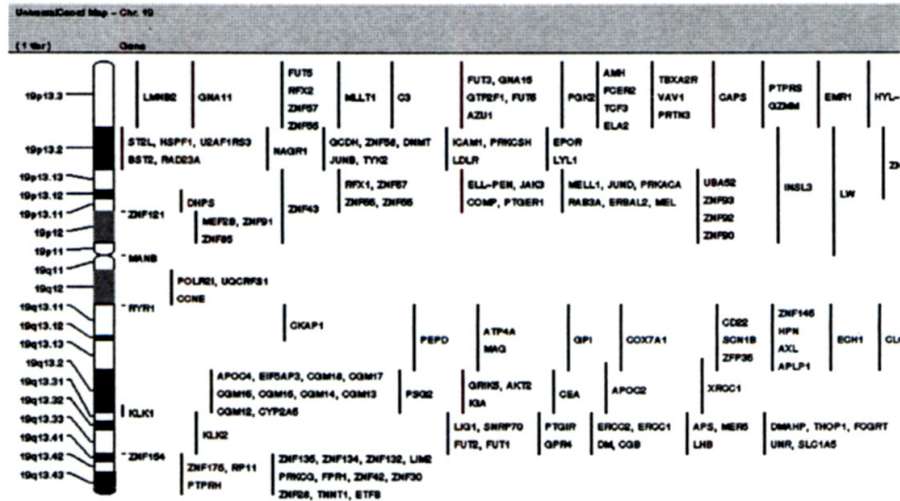 UniversalGenet Map - Chr. 19
(1 tier) Gene
19p13.3
LMNB2
GNA11
FUT5
RFX2
ZNF57
ZNF55
MLLT1
C3
FUT3, GNA15
GTF2F1, FUT6
AZU1
PGK2
AMH
FCER2
TCF3
ELA2
TBXA2R
VAV1
PRTN3
CAPS
PTPRS
GZMM
EMR1
HYL-
19p13.2
ST2L, HSPF1, U2AF1RS3
BST2, RAD23A
NAGR1
GCDH, ZNF58, DNMT
JUNB, TYK2
ICAM1, PRKCSH
LDLR
EPOR
LYL1
ZN
19p13.13
19p13.12
19p13.11
DHPS
ZNF43
RFX1, ZNF67
ZNF66, ZNF56
ELL-PEN, JAK3
COMP, PTGER1
MELL1, JUND, PRKACA
RAB3A, ERBAL2, MEL
UBA52
ZNF93
ZNF92
ZNF90
INSL3
LW
ZNF121
19p12
MEF2B, ZNF91
ZNF85
19p11
MANB
19q11
19q12
POLR2I, UQCRFS1
CCNE
19q13.11
RYR1
19q13.12
19q13.13
CKAP1
PEPD
ATP4A
MAG
GPI
COX7A1
CD22
SCN1B
ZFP36
ZNF146
HPN
AXL
APLP1
ECH1
CLC
19q13.2
19q13.31
19q13.32
APOC4, EIF5AP3, CGM18, CGM17
CGM16, CGM15, CGM14, CGM13
CGM12, CYP2A6
PSG2
GRIK5, AKT2
IGA
CEA
APOC2
XRCC1
KLK1
19q13.33
19q13.41
KLK2
LIG1, SNRP70
FUT2, FUT1
PTGIR
GPR4
ERCC2, ERCC1
DM, CGB
APS, MER5
LHB
DMAHP, THOP1, FCGRT
UNR, SLC1A5
19q13.42
ZNF154
19q13.43
ZNF175, RP11
PTPRH
ZNF135, ZNF134, ZNF132, LIM2
PRKCG, FPR1, ZNF42, ZNF30
ZNF28, TNNT1, ETFB